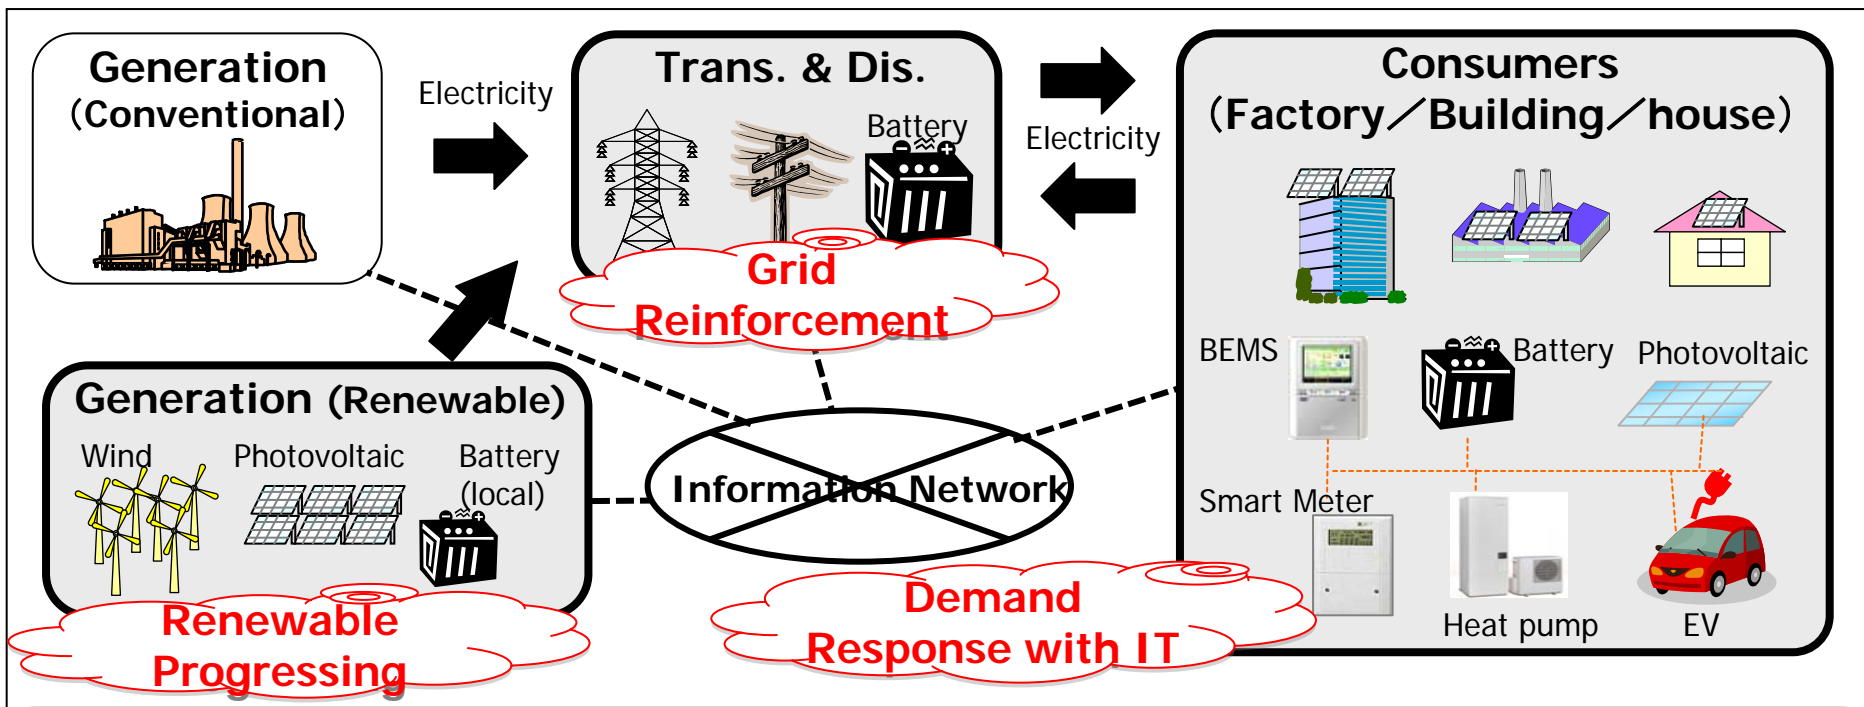 Generation
(Conventional)
Electricity
Trans. & Dis.
Battery
Grid
Reinforcement
Electricity
Consumers
(Factory／Building／house)
BEMS
Battery
Photovoltaic
Smart Meter
Heat pump
EV
Generation (Renewable)
Wind
Photovoltaic
Battery
(local)
Renewable
Progressing
Information Network
Demand
Response with IT